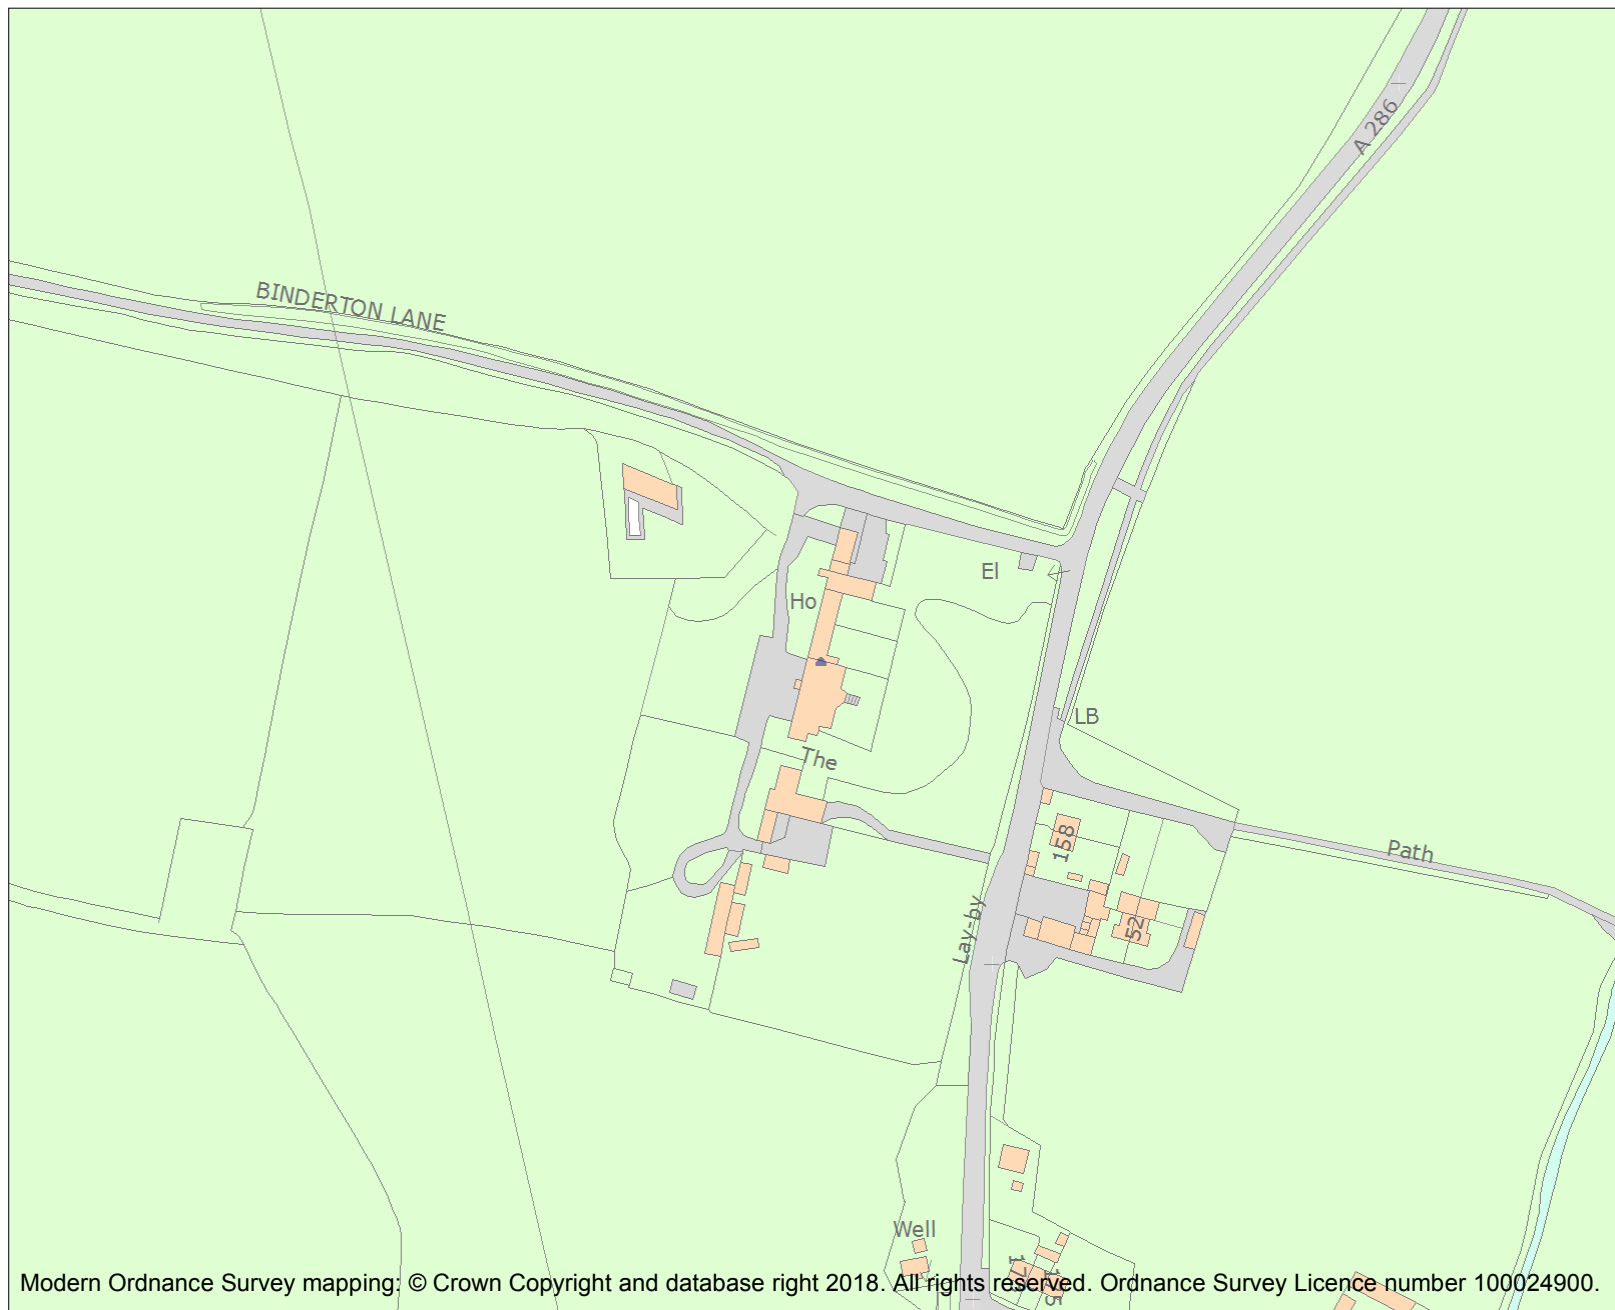 A 286
BINDERTON LANE
El
Ho
LB
The
158
Path
52
Lay-by
Well
Modern Ordnance Survey mapping: © Crown Copyright and database right 2018. All rights reserved. Ordnance Survey Licence number 100024900.